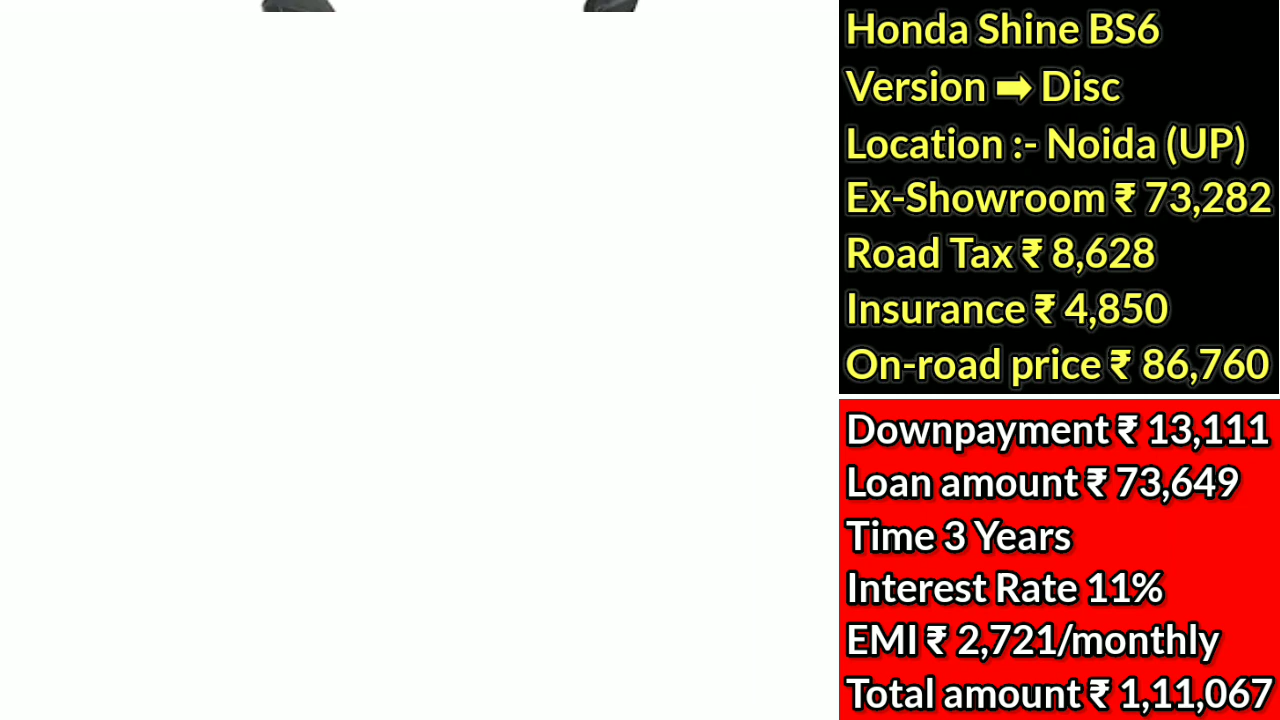 Honda Shine BS6
Version ➡ Disc
Location :- Noida (UP)
Ex-Showroom ₹ 73,282
Road Tax ₹ 8,628
Insurance ₹ 4,850
On-road price ₹ 86,760
Downpayment ₹ 13,111
Loan amount ₹ 73,649
Time 3 Years
Interest Rate 11%
EMI ₹ 2,721/monthly
Total amount ₹ 1,11,067